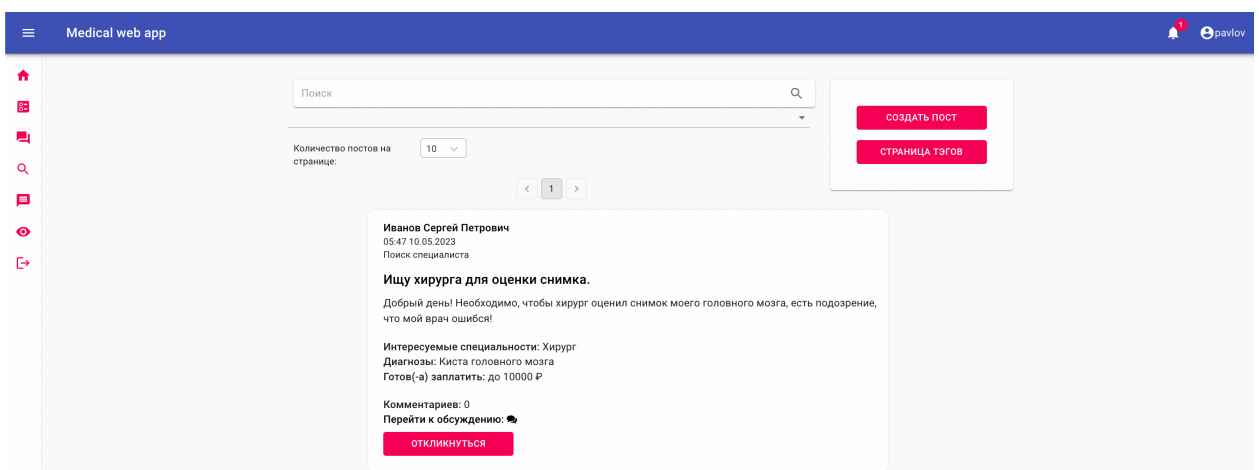 Medical web app
1
pavlov
Поиск
СОЗДАТЬ ПОСТ
СТРАНИЦА ТЭГОВ
Количество постов на
странице:
10
1
Иванов Сергей Петрович
05:47 10.05.2023
Поиск специалиста
Ищу хирурга для оценки снимка.
Добрый день! Необходимо, чтобы хирург оценил снимок моего головного мозга, есть подозрение,
что мой врач ошибся!
Интересуемые специальности: Хирург
Диагнозы: Киста головного мозга
Готов(-а) заплатить: до 10000 ₽
Комментариев: 0
Перейти к обсуждению:
ОТКЛИКНУТЬСЯ